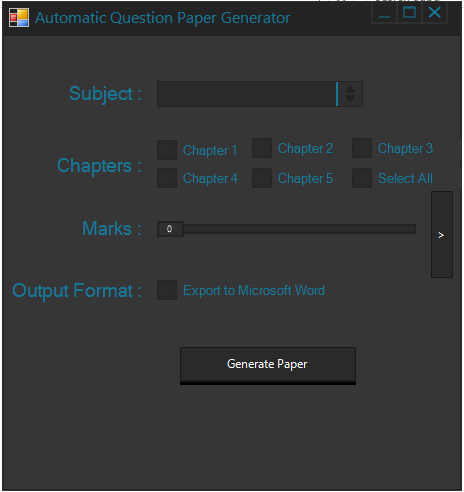 Automatic Question Paper Generator
Subject :
Chapters :
Chapter 1
Chapter 2
Chapter 3
Chapter 4
Chapter 5
Select All
Marks :
0
>
Output Format :
Export to Microsoft Word
Generate Paper